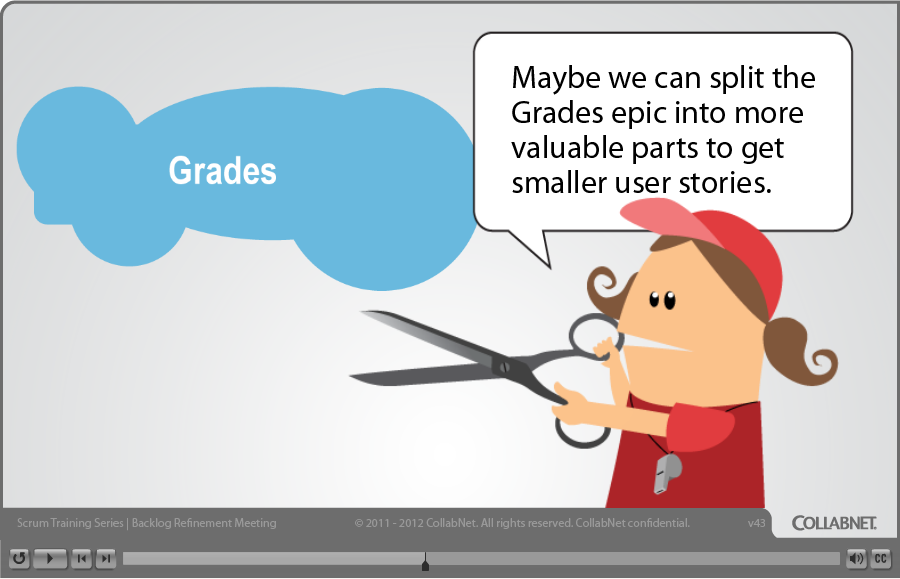 Grades
Maybe we can split the
Grades epic into more
valuable parts to get
smaller user stories.
Scrum Training Series | Backlog Refinement Meeting
© 2011 - 2012 CollabNet. All rights reserved. CollabNet confidential.
v43
COLLABNET.
CC